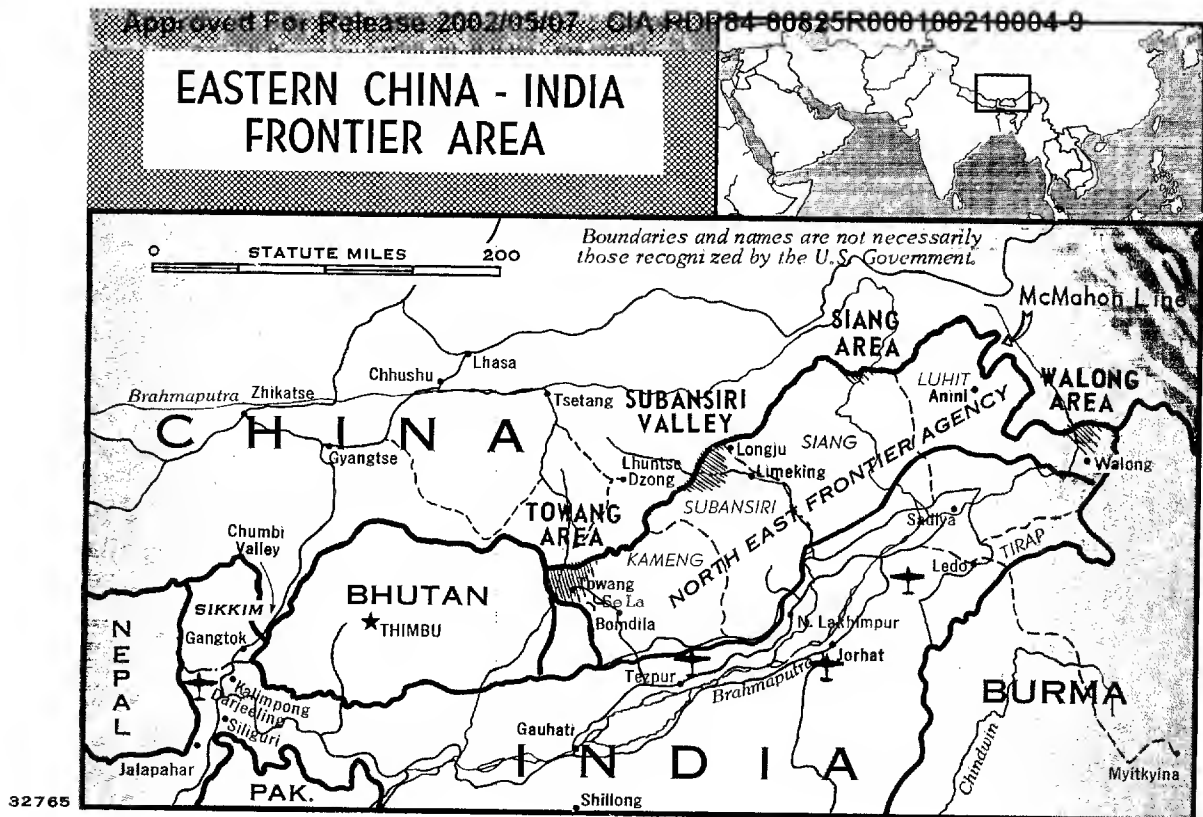 Approved For Release 2002/05/07 CIA-RDP84-00825R000100210004-9
EASTERN CHINA - INDIA
FRONTIER AREA
0 STATUTE MILES 200
Boundaries and names are not necessarily
those recognized by the U.S. Government.
McMahon Line
SIANG
AREA
Lhasa
Chhushu
LUHIT
Aninl
WALONG
AREA
Brahmaputra
Zhikatse
Tsetang
SUBANSIRI
VALLEY
CHINA
Gyangtse
Longju
SIANG
Lhuntse
Dzong
Limeking
Walong
NORTH EAST FRONTIER AGENCY
TOWANG
AREA
SUBANSIRI
Sadiya
Chumbi
Valley
KAMENG
TIRAP
Ledo
Towang
Se La
BHUTAN
SIKKIM
THIMBU
Bomdila
N. Lakhimpur
NEPAL
Gangtok
Jorhat
Tezpur
Brahmaputra
Kalimpong
Darjeeling
Siliguri
BURMA
Gauhati
INDIA
Chindwin
Jalapahar
Myitkyina
PAK.
32765
Shillong